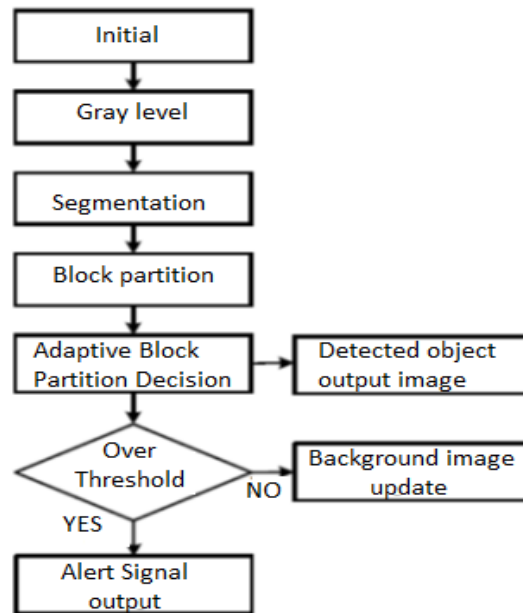 Initial
Gray level
Segmentation
Block partition
Adaptive Block
Partition Decision
Detected object
output image
Over
Threshold
NO
Background image
update
YES
Alert Signal
output